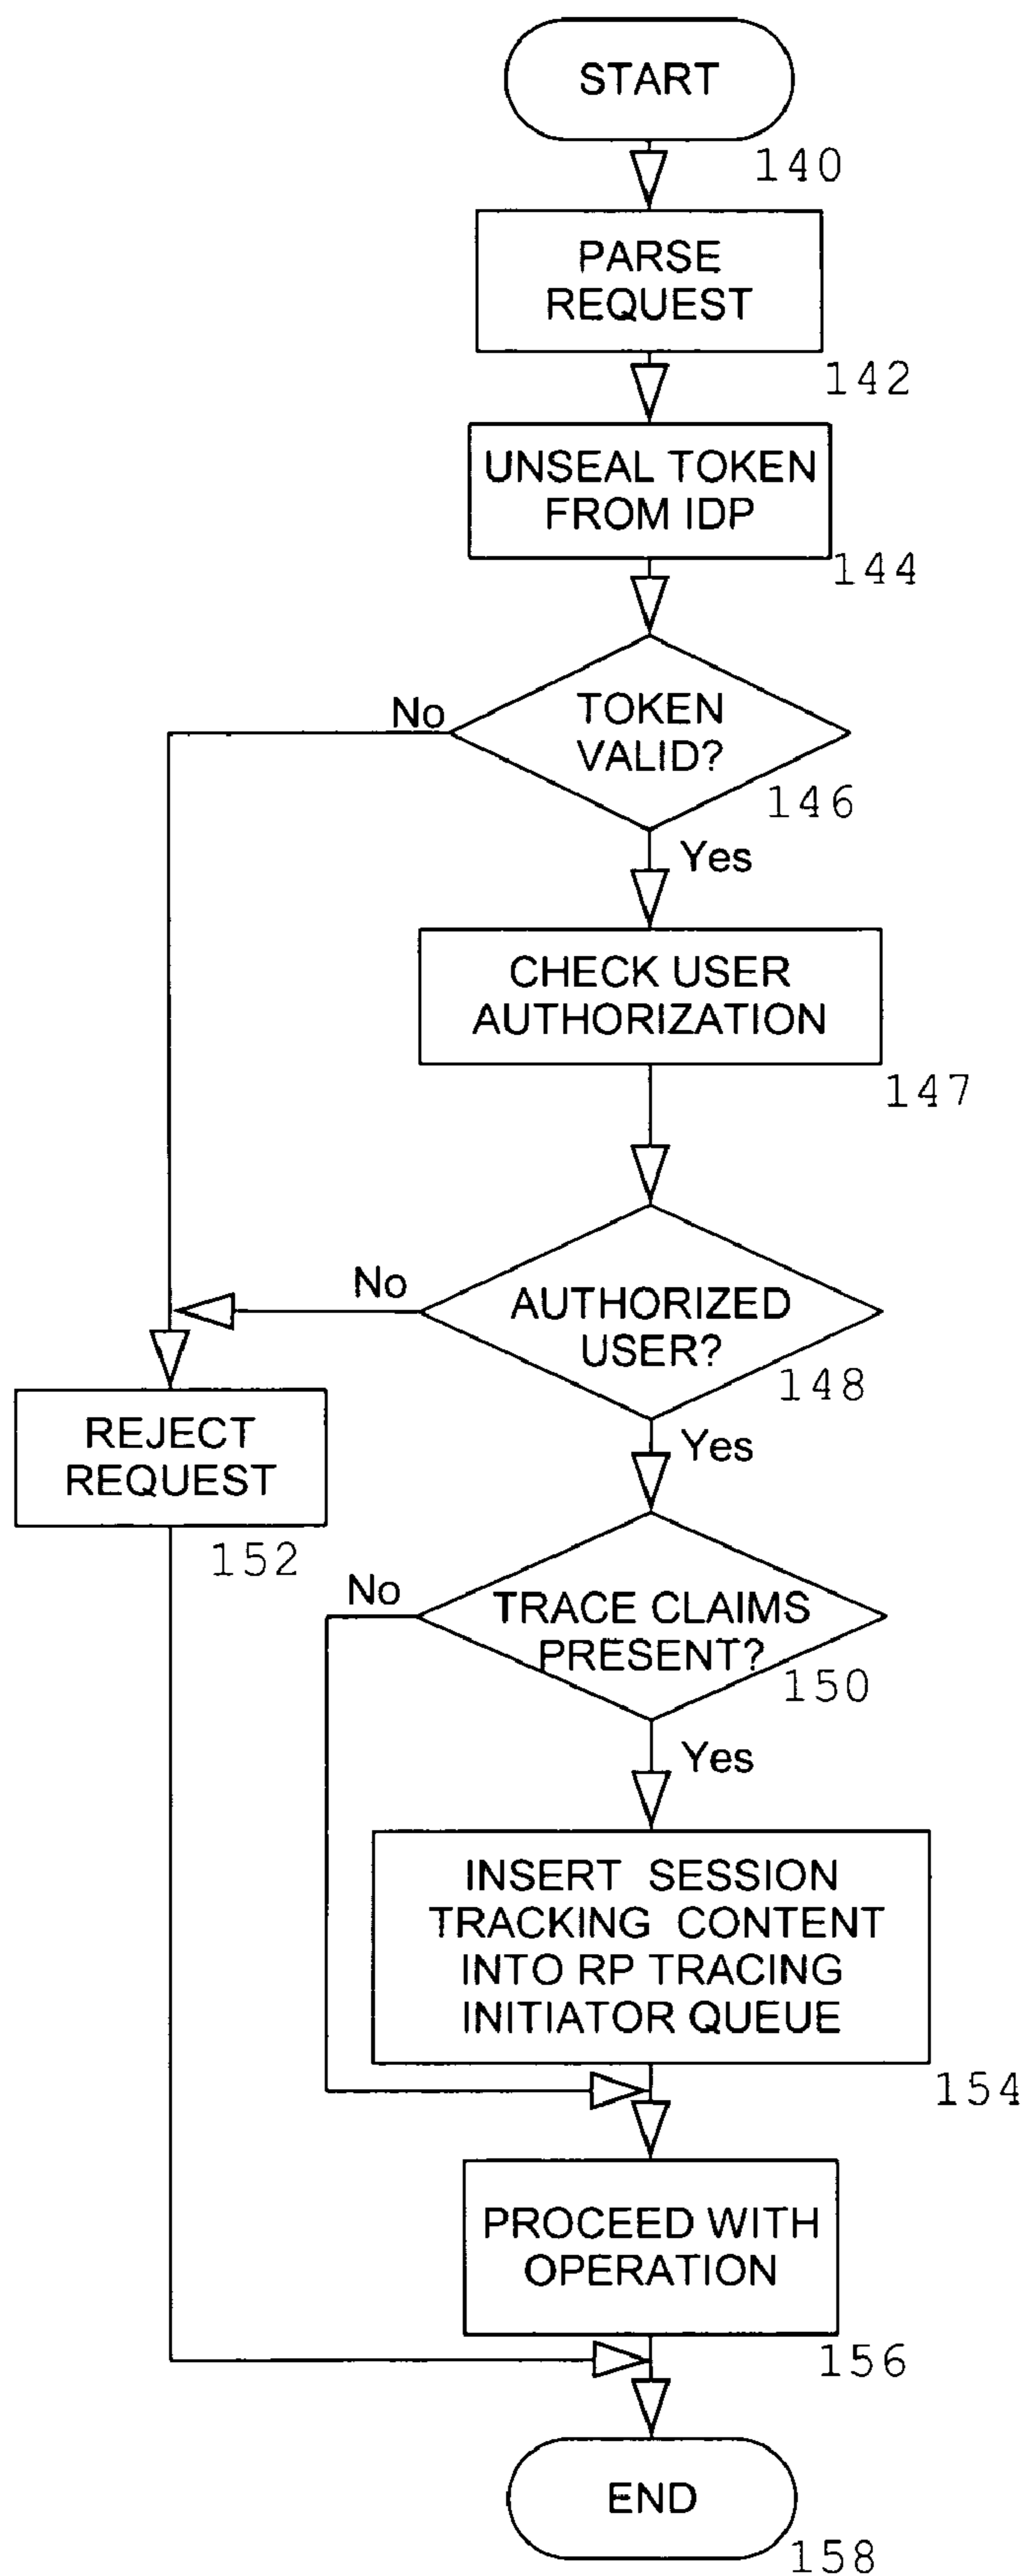 START
140
PARSE
REQUEST
142
UNSEAL TOKEN
FROM IDP
144
No
TOKEN
VALID?
146
Yes
CHECK USER
AUTHORIZATION
147
No
AUTHORIZED
USER?
148
Yes
REJECT
REQUEST
152
No
TRACE CLAIMS
PRESENT?
150
Yes
INSERT SESSION
TRACKING CONTENT
INTO RP TRACING
INITIATOR QUEUE
154
PROCEED WITH
OPERATION
156
END
158